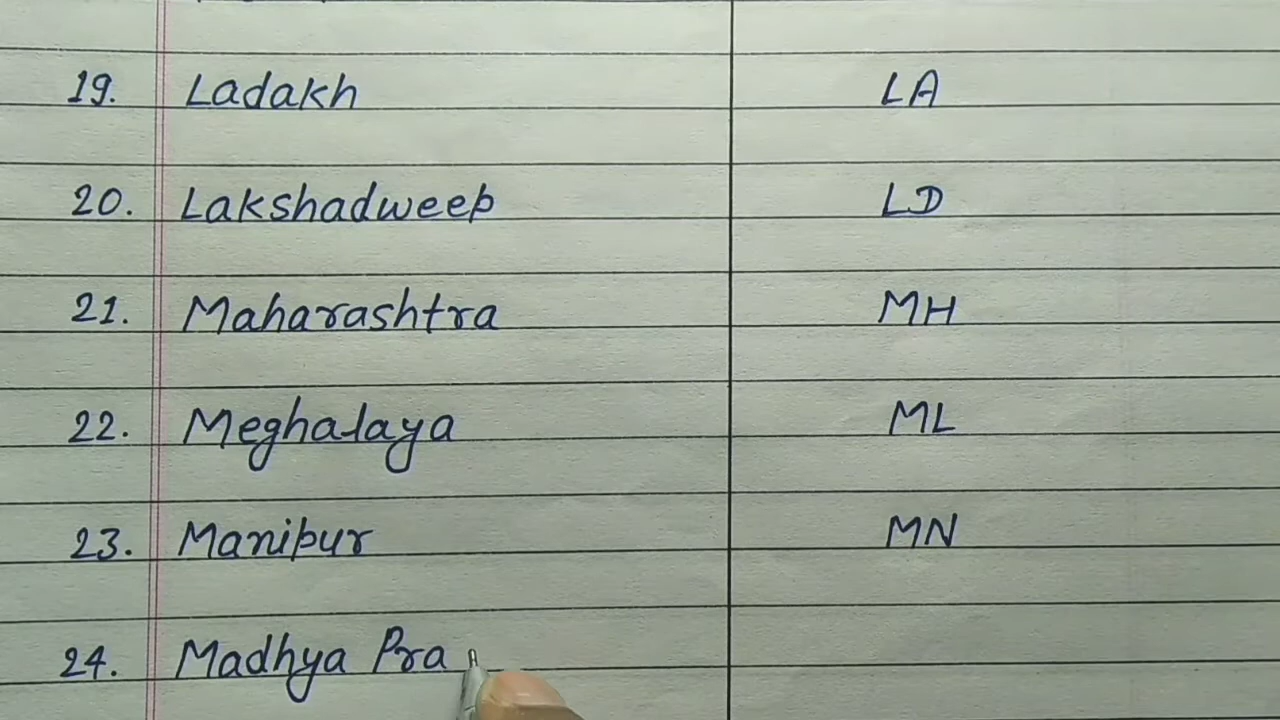 19. Ladakh LA
20. Lakshadweep LD
21. Maharashtra MH
22. Meghalaya ML
23. Manipur MN
24. Madhya Pra